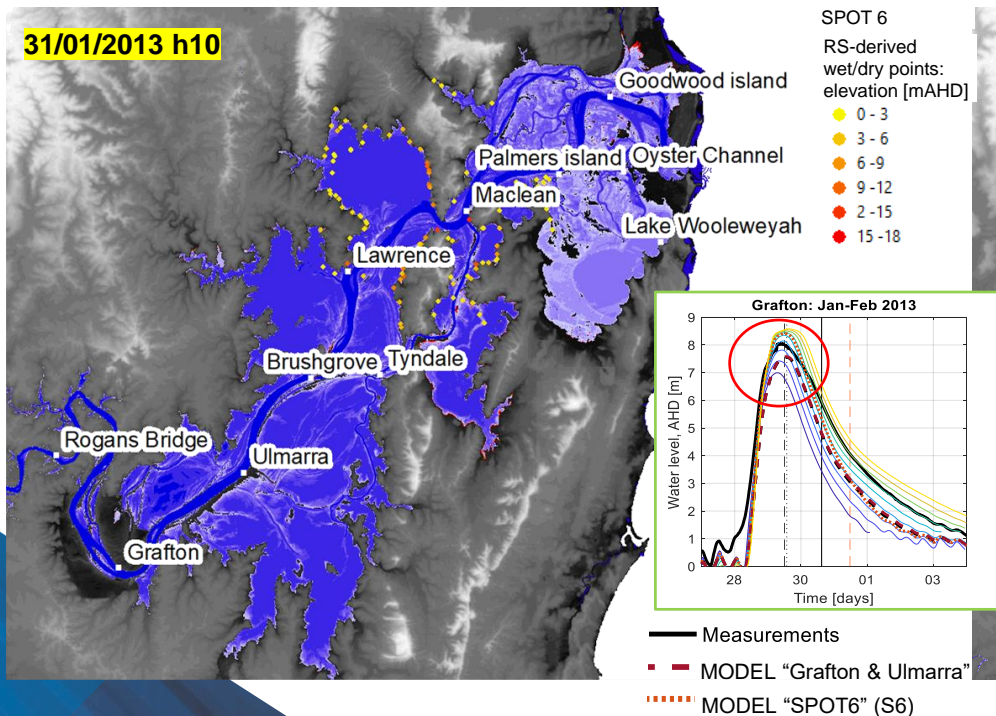 31/01/2013 h10
SPOT 6
RS-derived
wet/dry points:
elevation [mAHD]
0 - 3
3 - 6
6 -9
9 -12
2 -15
15 -18
Goodwood island
Palmers island
Oyster Channel
Maclean
Lake Wooleweyah
Lawrence
Brushgrove
Tyndale
Rogans Bridge
Ulmarra
Grafton
Grafton: Jan-Feb 2013
Water level, AHD [m]
9
8
7
6
5
4
3
2
1
0
28
30
01
03
Time [days]
Measurements
MODEL “Grafton & Ulmarra”
MODEL “SPOT6” (S6)